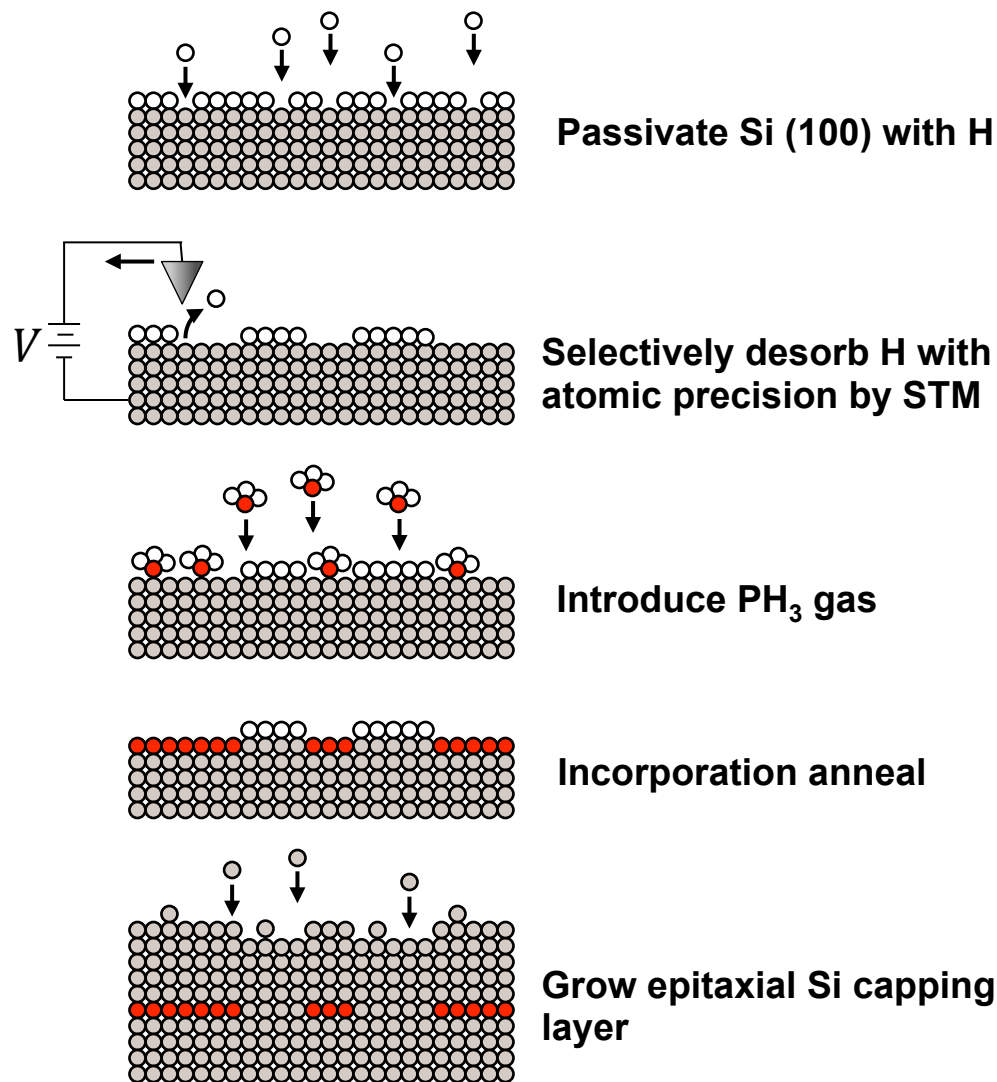 Passivate Si (100) with H
V
Selectively desorb H with
atomic precision by STM
Introduce PH₃ gas
Incorporation anneal
Grow epitaxial Si capping
layer